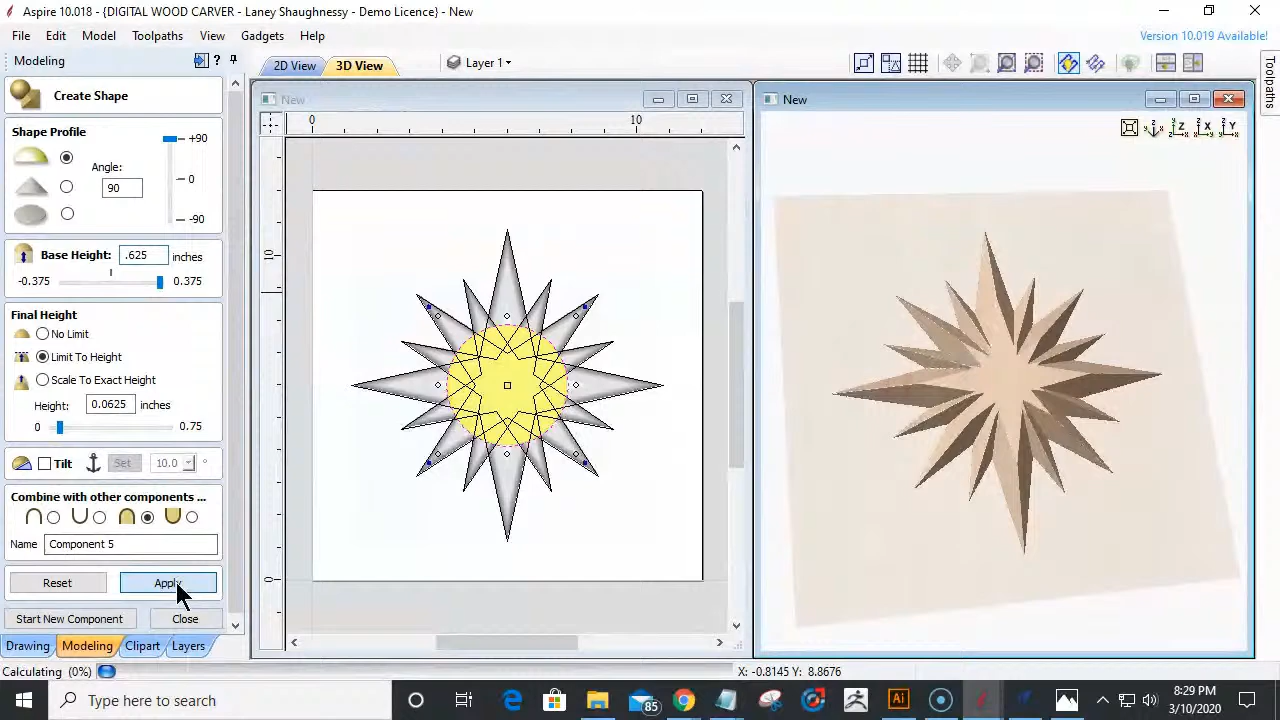 Aspire 10.018 - {DIGITAL WOOD CARVER - Laney Shaughnessy - Demo Licence} - New
File Edit Model Toolpaths View Gadgets Help
Version 10.019 Available!
Modeling
2D View 3D View Layer 1
Toolpaths
Create Shape
New
New
0 10
Z X Y
Shape Profile
+90
Angle:
90
0
-90
Base Height: .625 inches
-0.375 0.375
Final Height
No Limit
Limit To Height
Scale To Exact Height
Height: 0.0625 inches
0 0.75
Tilt Set 10.0 °
Combine with other components ...
Name Component 5
Reset Apply
Start New Component Close
Drawing Modeling Clipart Layers
Calculating (0%)
X: -0.8145 Y: 8.8676
Type here to search
85
Ai
8:29 PM
3/10/2020